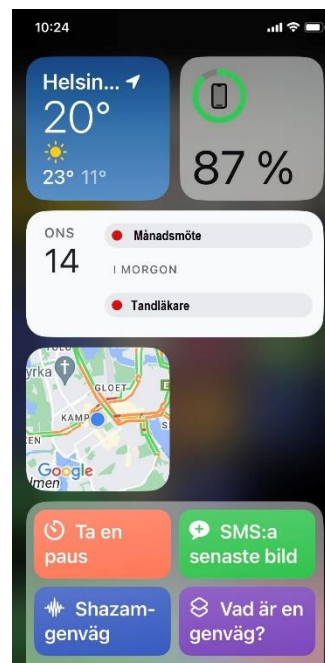 10:24
Helsin...
20°
23° 11°
87 %
ONS
14
Månadsmöte
I MORGON
Tandläkare
yrka
GLOET
KAMP
EN
Google
lmen
Ta en
paus
SMS:a
senaste bild
Shazam-
genväg
Vad är en
genväg?